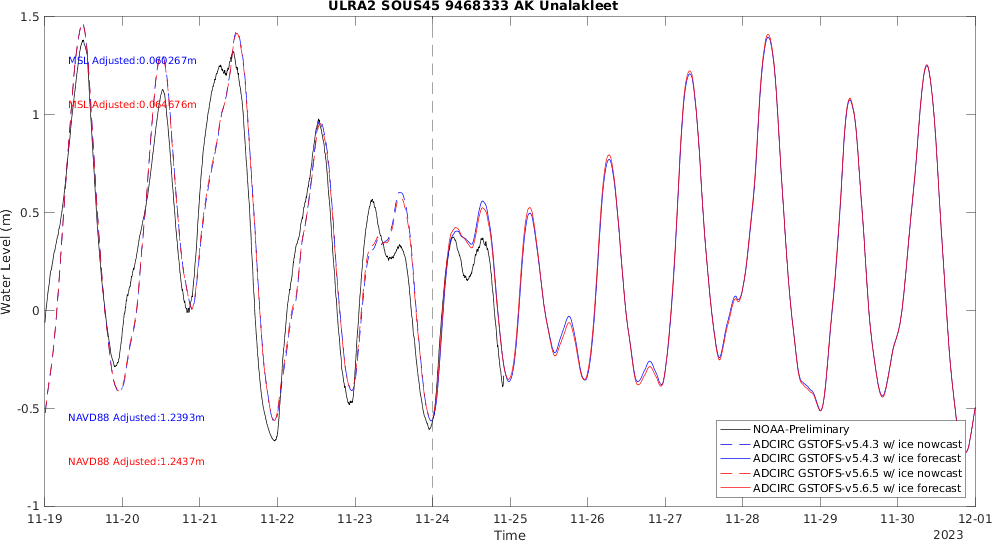 ULRA2 SOUS45 9468333 AK Unalakleet
1.5
1
0.5
0
-0.5
-1
Water Level (m)
MSL Adjusted:0.060267m
MSL Adjusted:0.064676m
NAVD88 Adjusted:1.2393m
NAVD88 Adjusted:1.2437m
NOAA-Preliminary
ADCIRC GSTOFS-v5.4.3 w/ ice nowcast
ADCIRC GSTOFS-v5.4.3 w/ ice forecast
ADCIRC GSTOFS-v5.6.5 w/ ice nowcast
ADCIRC GSTOFS-v5.6.5 w/ ice forecast
11-19 11-20 11-21 11-22 11-23 11-24 11-25 11-26 11-27 11-28 11-29 11-30 12-01
Time
2023